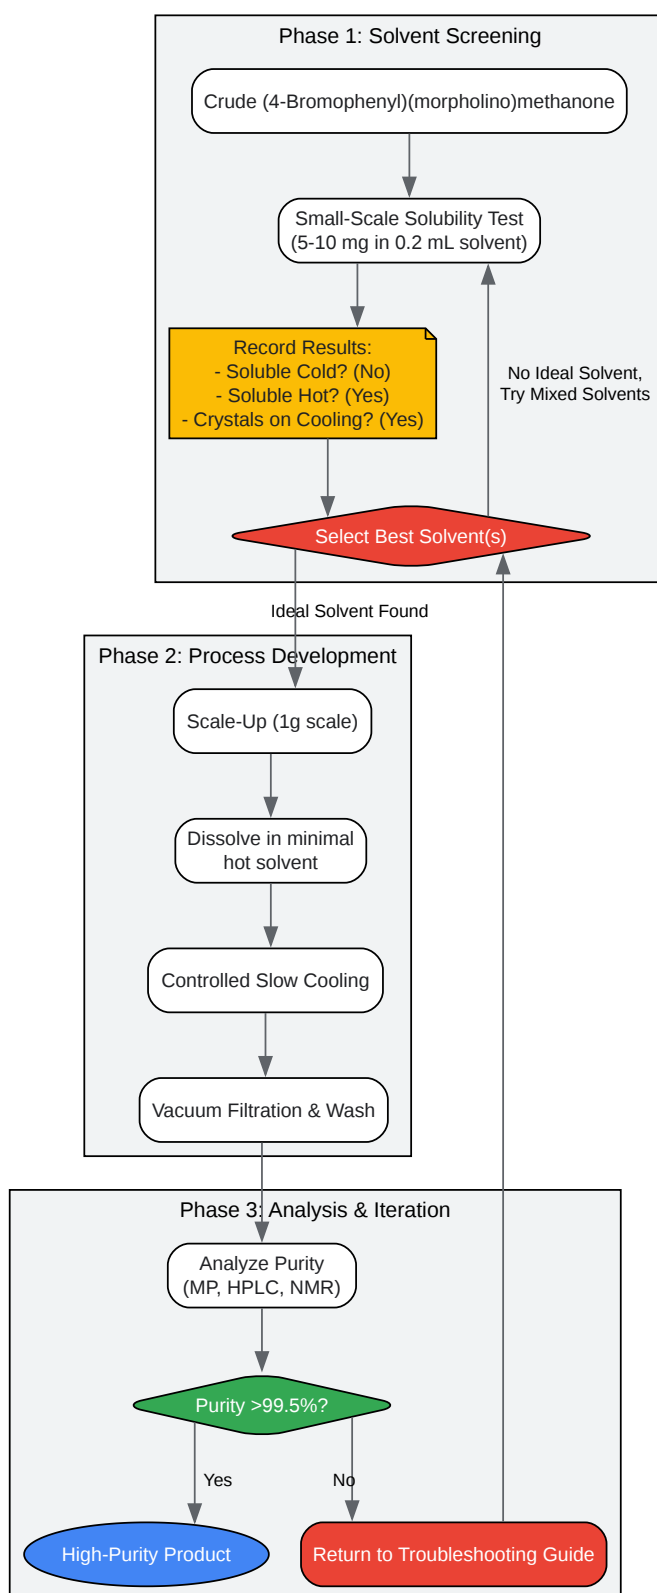 Phase 1: Solvent Screening
Crude (4-Bromophenyl)(morpholino)methanone
Small-Scale Solubility Test
(5-10 mg in 0.2 mL solvent)
Record Results:
- Soluble Cold? (No)
- Soluble Hot? (Yes)
- Crystals on Cooling? (Yes)
No Ideal Solvent,
Try Mixed Solvents
Select Best Solvent(s)
Ideal Solvent Found
Phase 2: Process Development
Scale-Up (1g scale)
Dissolve in minimal
hot solvent
Controlled Slow Cooling
Vacuum Filtration & Wash
Phase 3: Analysis & Iteration
Analyze Purity
(MP, HPLC, NMR)
Purity >99.5%?
Yes
No
High-Purity Product
Return to Troubleshooting Guide